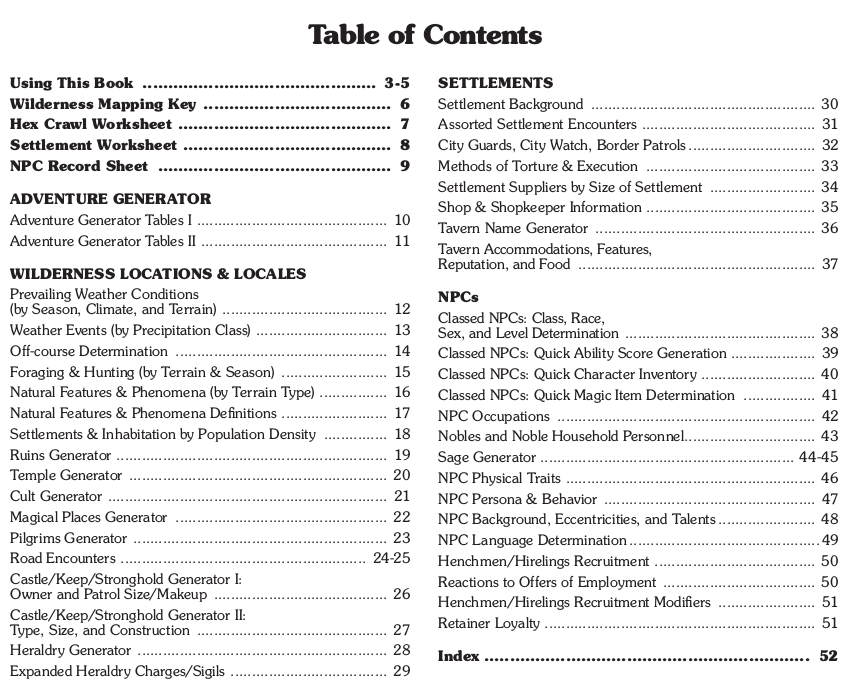 Table of Contents
Using This Book ............................................. 3-5
Wilderness Mapping Key .................................... 6
Hex Crawl Worksheet ......................................... 7
Settlement Worksheet ........................................ 8
NPC Record Sheet ............................................. 9
ADVENTURE GENERATOR
Adventure Generator Tables I ...................................... 10
Adventure Generator Tables II ..................................... 11
WILDERNESS LOCATIONS & LOCALES
Prevailing Weather Conditions
(by Season, Climate, and Terrain) ................................. 12
Weather Events (by Precipitation Class) .......................... 13
Off-course Determination .......................................... 14
Foraging & Hunting (by Terrain & Season) ..................... 15
Natural Features & Phenomena (by Terrain Type) .............. 16
Natural Features & Phenomena Definitions ..................... 17
Settlements & Inhabitation by Population Density ............. 18
Ruins Generator ...................................................... 19
Temple Generator ................................................... 20
Cult Generator ........................................................ 21
Magical Places Generator .......................................... 22
Pilgrims Generator ................................................... 23
Road Encounters ................................................. 24-25
Castle/Keep/Stronghold Generator I:
Owner and Patrol Size/Makeup .................................... 26
Castle/Keep/Stronghold Generator II:
Type, Size, and Construction ...................................... 27
Heraldry Generator .................................................. 28
Expanded Heraldry Charges/Sigils ............................... 29
SETTLEMENTS
Settlement Background ............................................. 30
Assorted Settlement Encounters ................................... 31
City Guards, City Watch, Border Patrols ......................... 32
Methods of Torture & Execution .................................. 33
Settlement Suppliers by Size of Settlement ..................... 34
Shop & Shopkeeper Information .................................. 35
Tavern Name Generator ............................................ 36
Tavern Accommodations, Features,
Reputation, and Food ............................................... 37
NPCs
Classed NPCs: Class, Race,
Sex, and Level Determination ...................................... 38
Classed NPCs: Quick Ability Score Generation ................. 39
Classed NPCs: Quick Character Inventory ....................... 40
Classed NPCs: Quick Magic Item Determination ............... 41
NPC Occupations .................................................... 42
Nobles and Noble Household Personnel.......................... 43
Sage Generator ................................................... 44-45
NPC Physical Traits .................................................. 46
NPC Persona & Behavior ........................................... 47
NPC Background, Eccentricities, and Talents ................... 48
NPC Language Determination ...................................... 49
Henchmen/Hirelings Recruitment ................................. 50
Reactions to Offers of Employment ............................... 50
Henchmen/Hirelings Recruitment Modifiers ..................... 51
Retainer Loyalty ...................................................... 51
Index ............................................................... 52